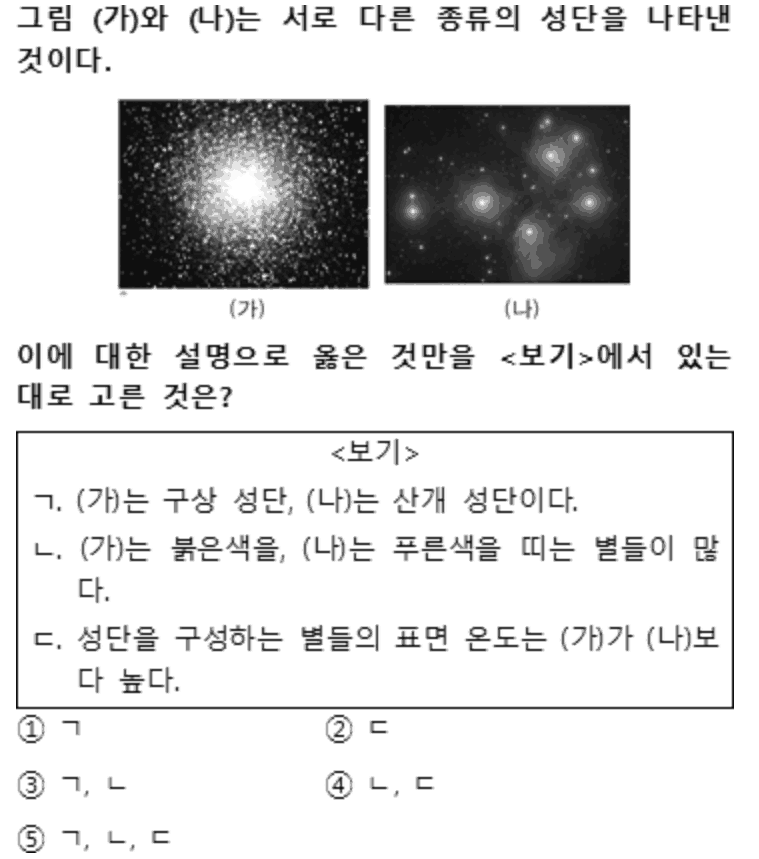 그림 (가)와 (나)는 서로 다른 종류의 성단을 나타낸
것이다.
(가)
(나)
이에 대한 설명으로 옳은 것만을 <보기>에서 있는
대로 고른 것은?
<보기>
ㄱ. (가)는 구상 성단, (나)는 산개 성단이다.
ㄴ. (가)는 붉은색을, (나)는 푸른색을 띠는 별들이 많
다.
ㄷ. 성단을 구성하는 별들의 표면 온도는 (가)가 (나)보
다 높다.
① ㄱ
② ㄷ
③ ㄱ, ㄴ
④ ㄴ, ㄷ
⑤ ㄱ, ㄴ, ㄷ